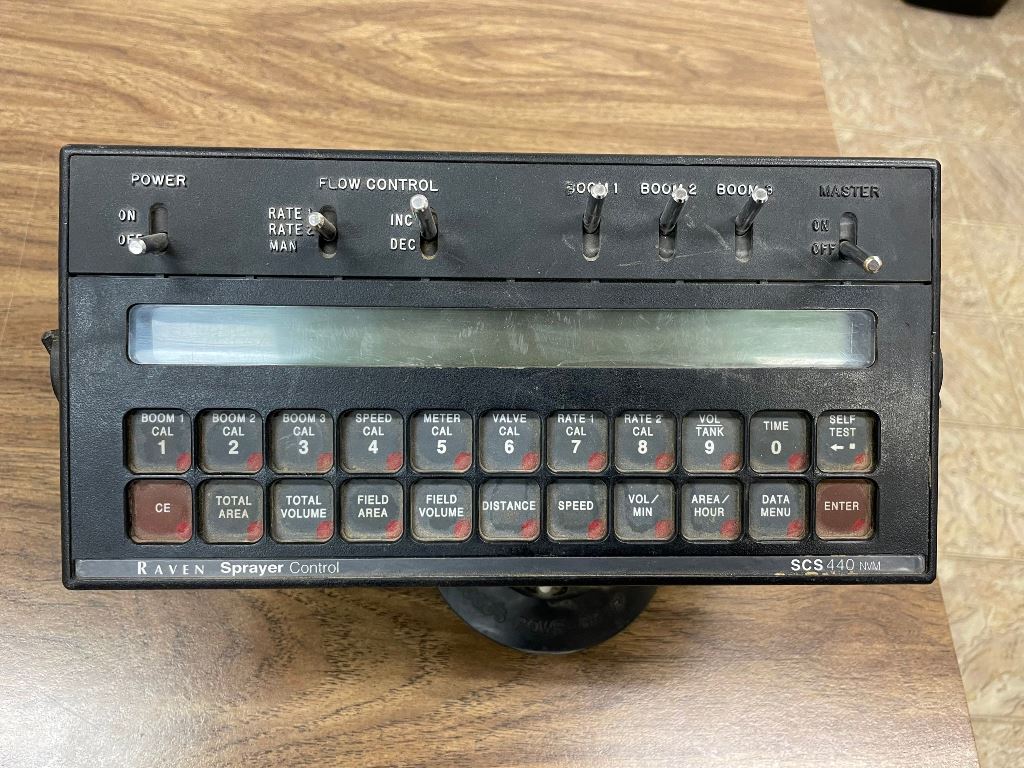 POWER
FLOW CONTROL
BOOM 1
BOOM 2
BOOM 3
MASTER
ON
OFF
RATE 1
RATE 2
MAN
INC
DEC
ON
OFF
BOOM 1
CAL
1
BOOM 2
CAL
2
BOOM 3
CAL
3
SPEED
CAL
4
METER
CAL
5
VALVE
CAL
6
RATE 1
CAL
7
RATE 2
CAL
8
VOL
TANK
9
TIME
0
SELF
TEST
←
CE
TOTAL
AREA
TOTAL
VOLUME
FIELD
AREA
FIELD
VOLUME
DISTANCE
SPEED
VOL/
MIN
AREA/
HOUR
DATA
MENU
ENTER
RAVEN Sprayer Control
SCS 440 NVM